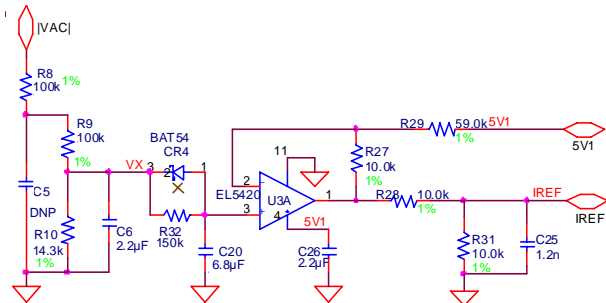 |VAC|
R8
100k
1%
R9
100k
1%
C5
DNP
R10
14.3k
1%
C6
2.2µF
VX
BAT54
CR4
3
2
1
R32
150k
C20
6.8µF
EL5420
U3A
2
3
11
4
1
5V1
C26
2.2µF
R27
10.0k
1%
R29
59.0k
1%
5V1
5V1
R28
10.0k
1%
IREF
IREF
R31
10.0k
1%
C25
1.2n